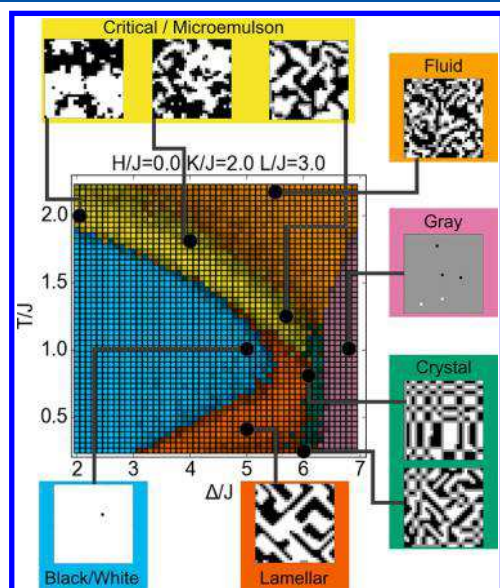 Critical / Microemulson
Fluid
H/J=0.0 K/J=2.0 L/J=3.0
Gray
2.0
1.5
1.0
0.5
T/J
Crystal
2 3 4 5 6 7
Δ/J
Black/White
Lamellar